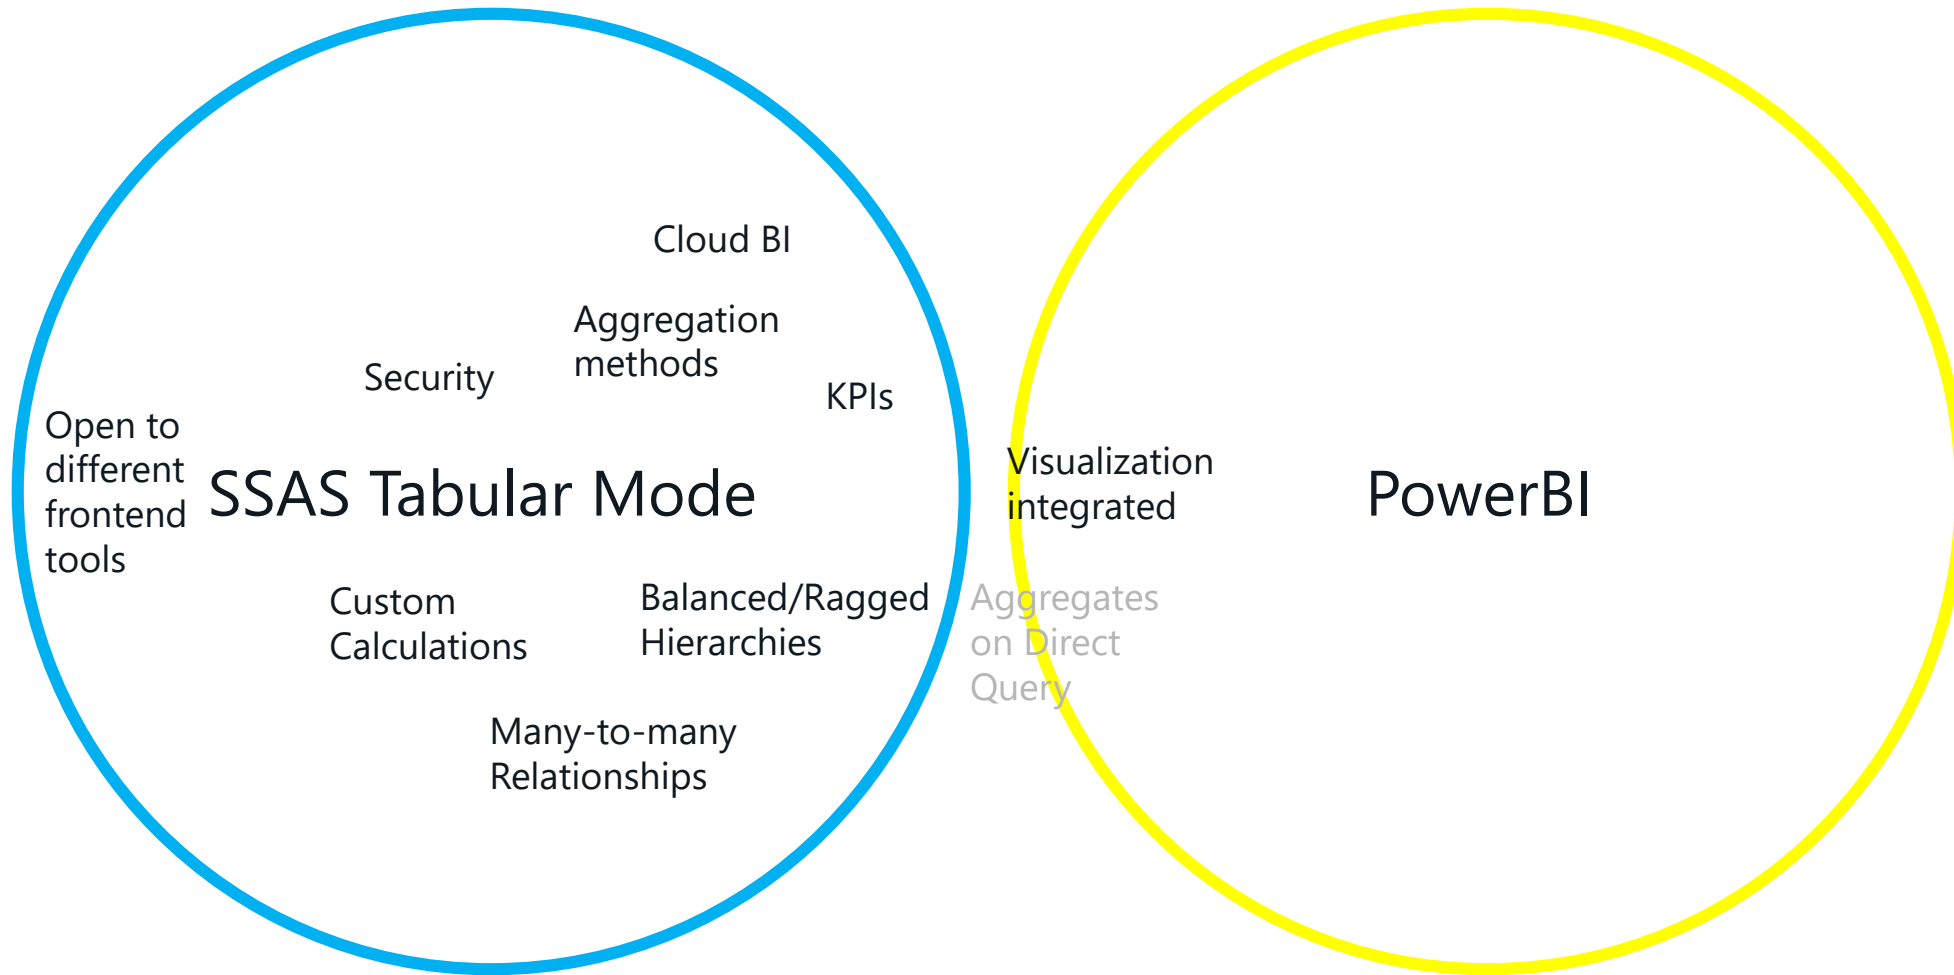 Cloud BI
Aggregation
methods
Security
KPIs
Open to
different
frontend
tools
SSAS Tabular Mode
Visualization
integrated
PowerBI
Custom
Calculations
Balanced/Ragged
Hierarchies
Aggregates
on Direct
Query
Many-to-many
Relationships